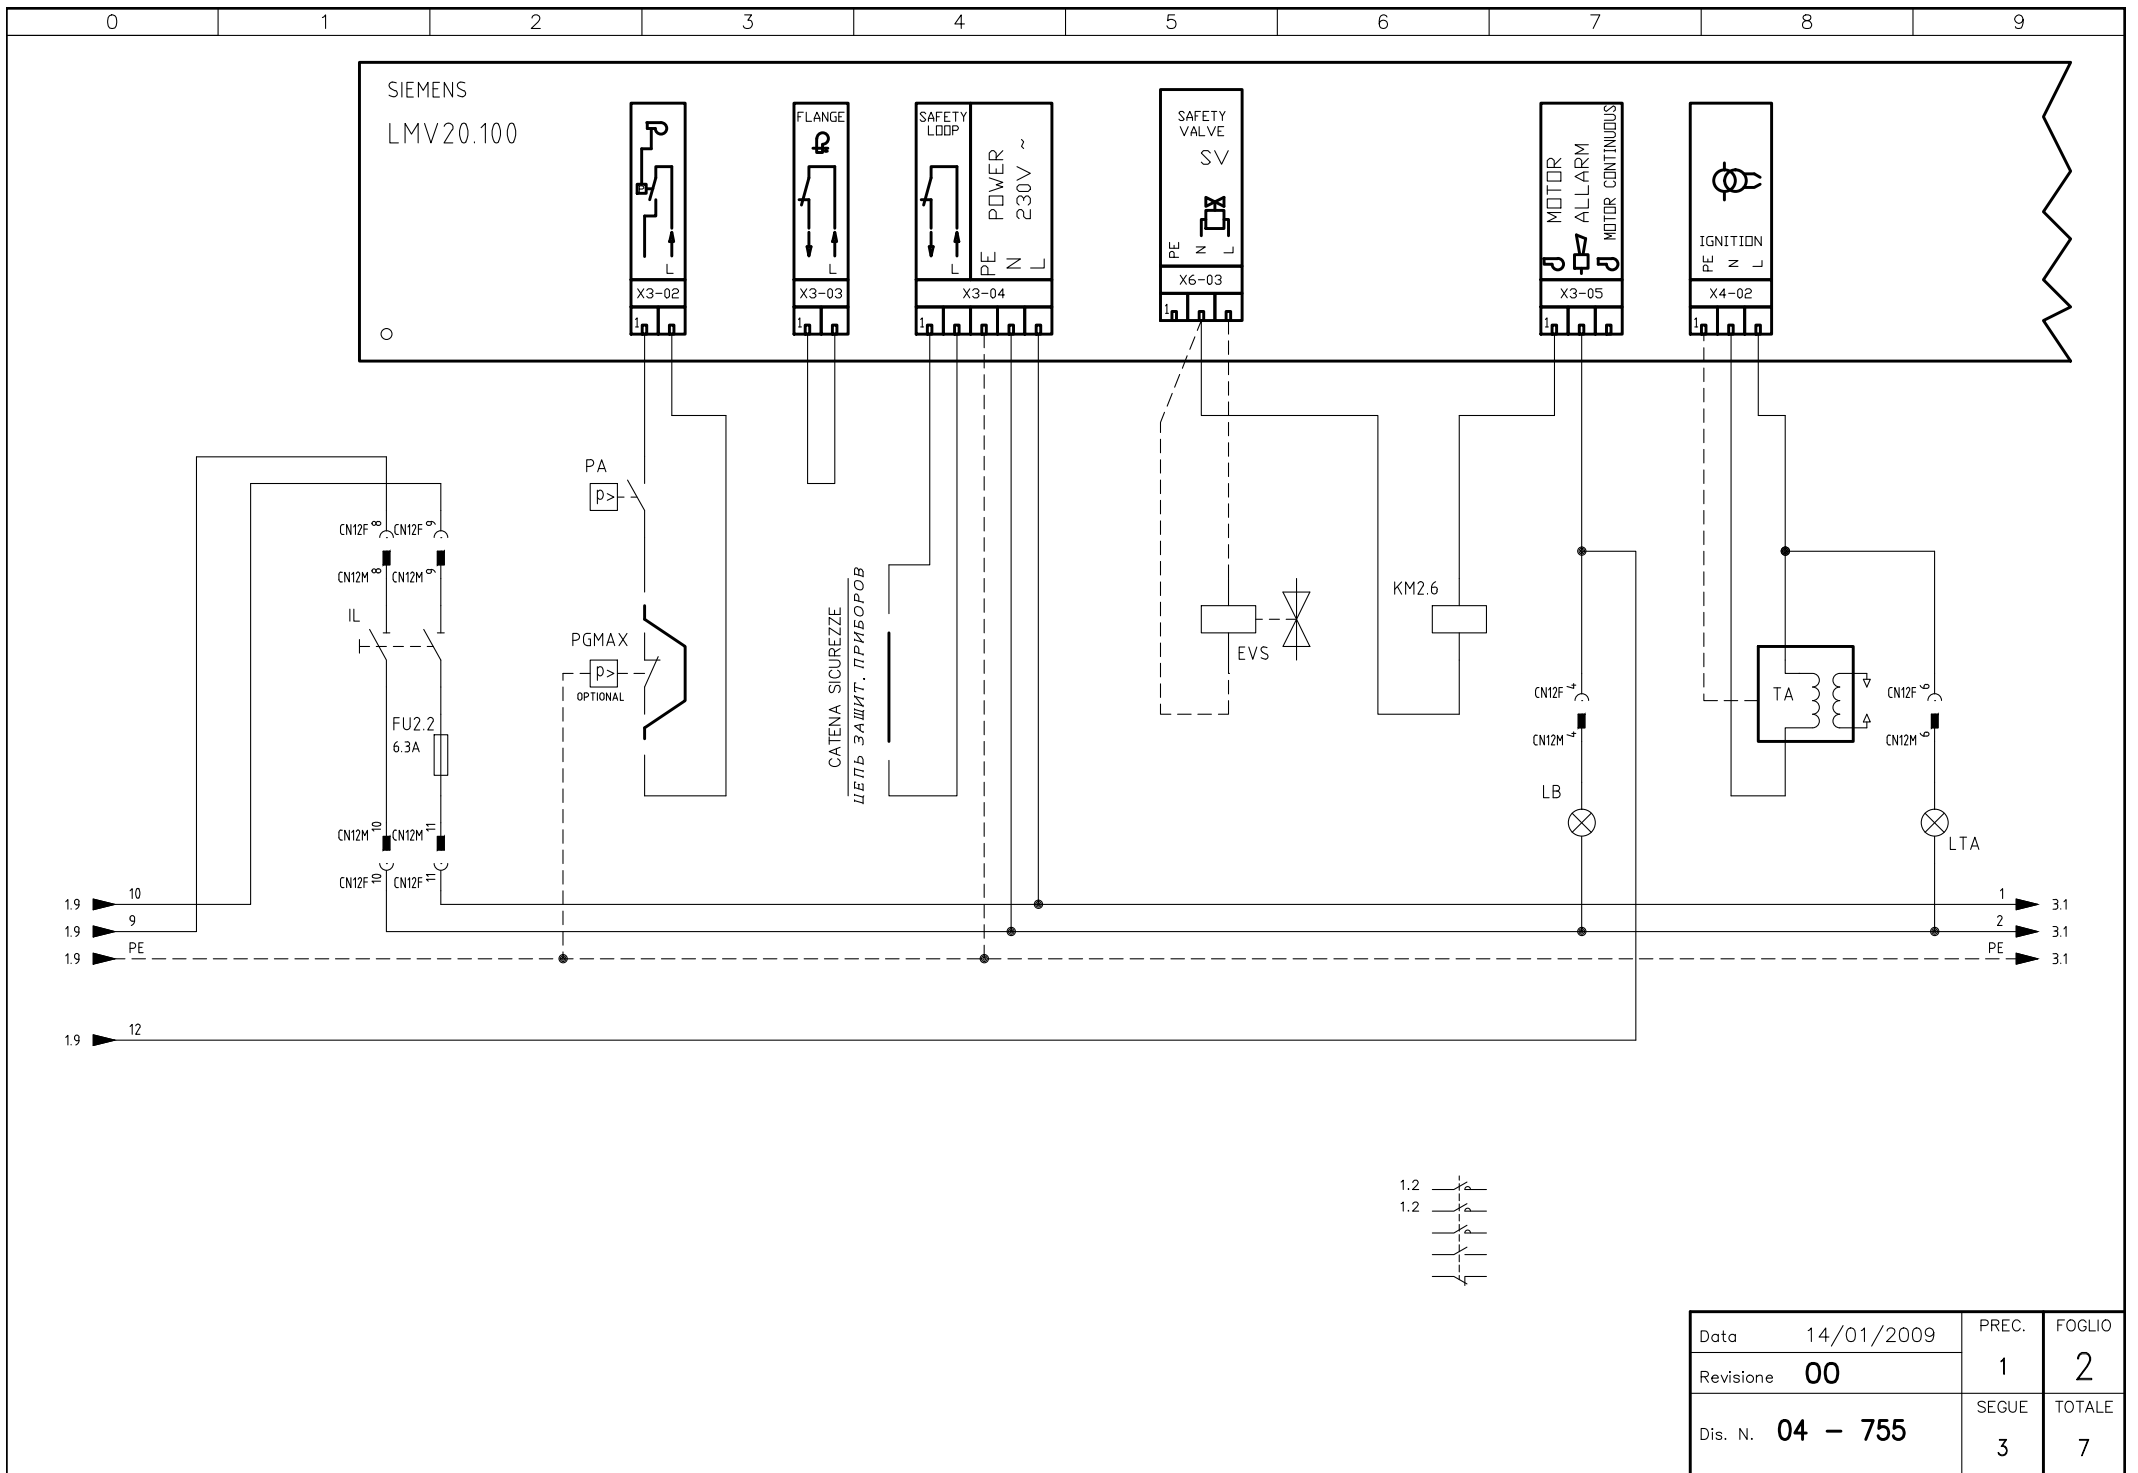 0 1 2 3 4 5 6 7 8 9
SIEMENS
LMV20.100
L
X3-02
1
FLANGE
L
X3-03
1
SAFETY
LOOP
L
POWER
230V ~
PE N L
X3-04
1
SAFETY
VALVE
SV
PE N L
X6-03
1
MOTOR
ALLARM
MOTOR CONTINUOUS
X3-05
1
IGNITION
PE N L
X4-02
1
PA
p>
CN12F 8 CN12F 9
CN12M 8 CN12M 9
IL
FU2.2
6.3A
CN12M 10 CN12M 11
CN12F 10 CN12F 11
PGMAX
p>
OPTIONAL
CATENA SICUREZZE
ЦЕПЬ ЗАЩИТ. ПРИБОРОВ
EVS
KM2.6
CN12F 4
CN12M 4
LB
TA
CN12F 6
CN12M 6
LTA
1.9 10 1 3.1
1.9 9 2 3.1
1.9 PE PE 3.1
1.9 12
1.2
1.2
Data 14/01/2009
Revisione 00
Dis. N. 04 - 755
PREC.
1
FOGLIO
2
SEGUE
3
TOTALE
7